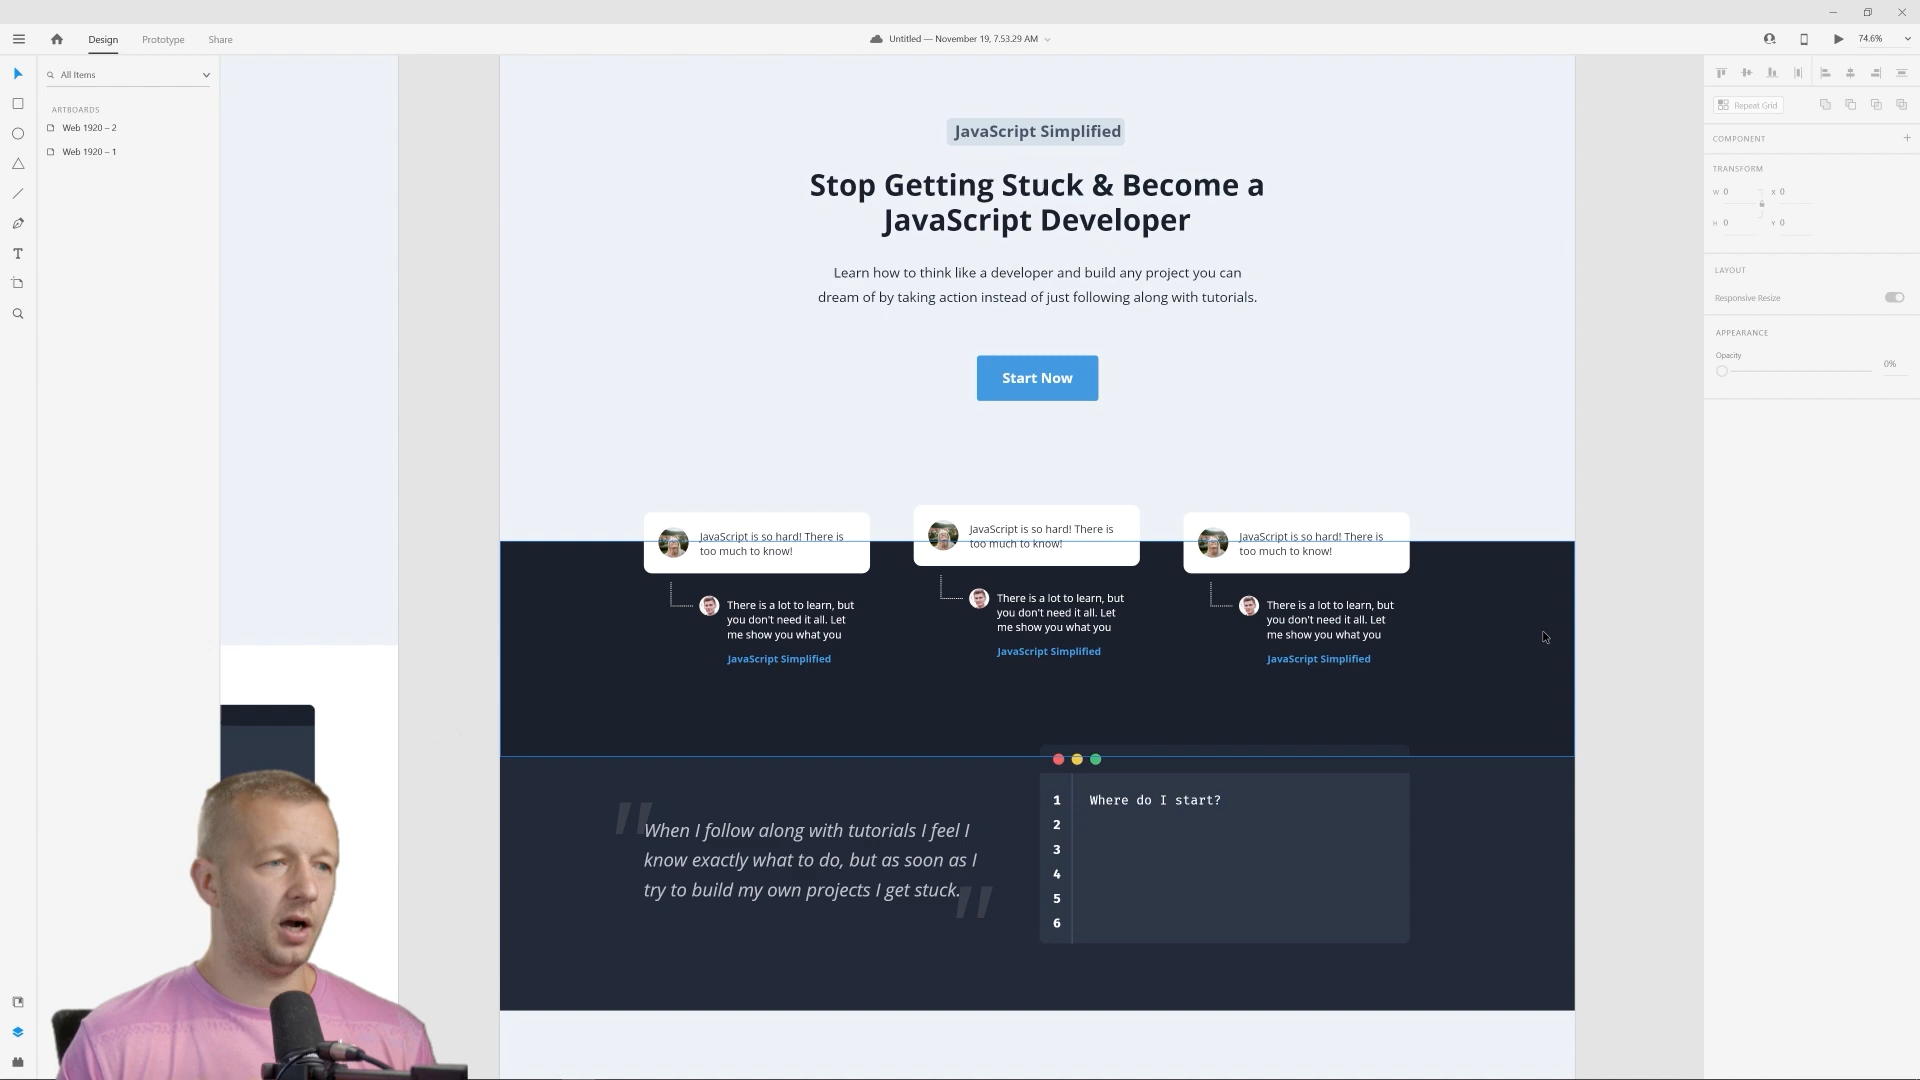 Design
Prototype
Share
Untitled — November 19, 7.53.29 AM
74.6%
All Items
ARTBOARDS
Web 1920 – 2
Web 1920 – 1
JavaScript Simplified
Stop Getting Stuck & Become a
JavaScript Developer
Learn how to think like a developer and build any project you can
dream of by taking action instead of just following along with tutorials.
Start Now
JavaScript is so hard! There is
too much to know!
There is a lot to learn, but
you don't need it all. Let
me show you what you
JavaScript Simplified
JavaScript is so hard! There is
too much to know!
There is a lot to learn, but
you don't need it all. Let
me show you what you
JavaScript Simplified
JavaScript is so hard! There is
too much to know!
There is a lot to learn, but
you don't need it all. Let
me show you what you
JavaScript Simplified
"When I follow along with tutorials I feel I
know exactly what to do, but as soon as I
try to build my own projects I get stuck."
1 Where do I start?
2
3
4
5
6
Repeat Grid
COMPONENT
TRANSFORM
W 0 X 0
H 0 Y 0
LAYOUT
Responsive Resize
APPEARANCE
Opacity
0%